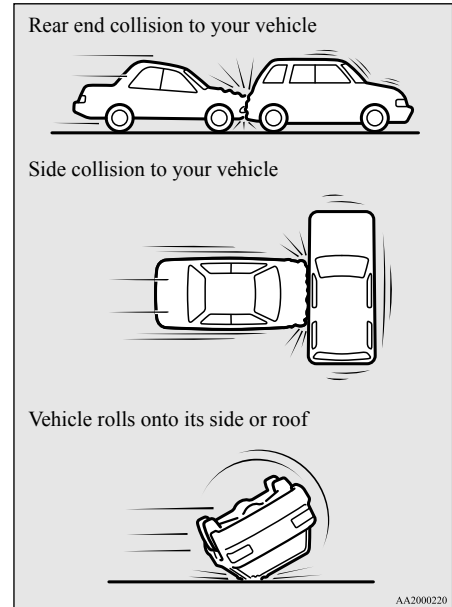 Rear end collision to your vehicle
Side collision to your vehicle
Vehicle rolls onto its side or roof
AA2000220